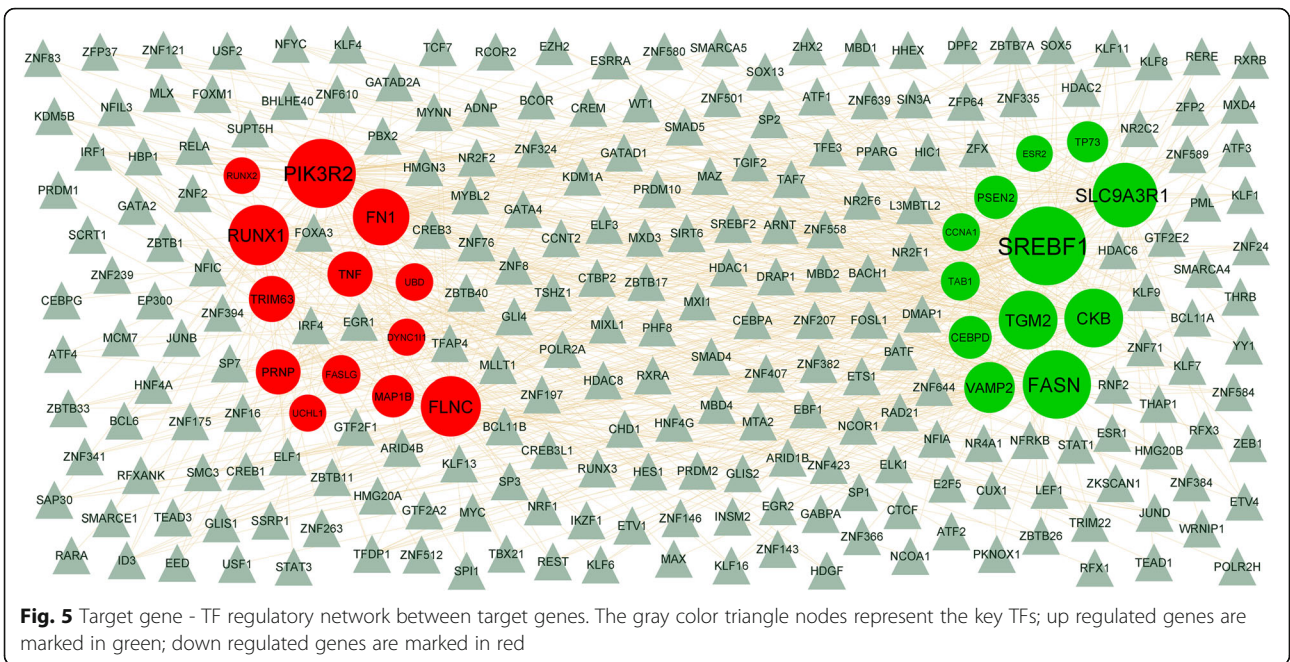 ZNF83
ZFP37
ZNF121
USF2
NFYC
KLF4
TCF7
RCOR2
EZH2
ESRRA
ZNF580
SMARCA5
ZHX2
MBD1
HHEX
DPF2
ZBTB7A
SOX5
KLF11
KLF8
RERE
RXRB
KDM5B
NFIL3
MLX
FOXM1
BHLHE40
ZNF610
GATAD2A
MYNN
ADNP
BCOR
CREM
WT1
ZNF501
SOX13
SP2
ATF1
ZNF639
SIN3A
ZFP64
ZNF335
HDAC2
ZFP2
MXD4
IRF1
HBP1
RELA
SUPT5H
PBX2
HMGN3
NR2F2
ZNF324
GATAD1
SMAD5
TGIF2
TFE3
PPARG
HIC1
ZFX
ESR2
TP73
NR2C2
ZNF589
ATF3
PRDM1
GATA2
ZNF2
RUNX2
PIK3R2
MYBL2
KDM1A
PRDM10
MAZ
TAF7
NR2F6
L3MBTL2
PSEN2
SLC9A3R1
PML
KLF1
SCRT1
ZBTB1
RUNX1
FOXA3
FN1
CREB3
ZNF76
GATA4
CCNT2
ELF3
MXD3
SIRT6
SREBF2
ARNT
ZNF558
NR2F1
CCNA1
SREBF1
HDAC6
GTF2E2
ZNF24
ZNF239
NFIC
TNF
UBD
ZBTB40
ZNF8
TSHZ1
CTBP2
ZBTB17
HDAC1
DRAP1
MBD2
BACH1
TAB1
SMARCA4
CEBPG
EP300
ZNF394
TRIM63
IRF4
EGR1
TFAP4
GLI4
MIXL1
PHF8
MXI1
CEBPA
ZNF207
FOSL1
DMAP1
TGM2
CKB
KLF9
BCL11A
THRB
MCM7
JUNB
DYNC1I1
MLLT1
POLR2A
SMAD4
ZNF382
ETS1
BATF
CEBPD
ZNF71
YY1
ATF4
HNF4A
SP7
PRNP
FASLG
MAP1B
FLNC
ZNF197
HDAC8
RXRA
ZNF407
ZNF644
VAMP2
FASN
RNF2
KLF7
ZNF584
ZBTB33
BCL6
ZNF175
ZNF16
UCHL1
GTF2F1
BCL11B
HNF4G
MBD4
MTA2
EBF1
NCOR1
RAD21
NFIA
NR4A1
NFRKB
STAT1
ESR1
THAP1
RFX3
ZEB1
ZNF341
RFXANK
SMC3
CREB1
ELF1
ZBTB11
ARID4B
KLF13
CREB3L1
CHD1
RUNX3
HES1
PRDM2
GLIS2
ARID1B
ZNF423
ELK1
HMG20B
SAP30
SMARCE1
TEAD3
GLIS1
SSRP1
ZNF263
HMG20A
GTF2A2
MYC
SP3
NRF1
IKZF1
ETV1
ZNF146
INSM2
EGR2
GABPA
SP1
CTCF
E2F5
CUX1
LEF1
ZKSCAN1
ZNF384
ETV4
RARA
ID3
EED
USF1
STAT3
TFDP1
ZNF512
SPI1
TBX21
REST
KLF6
MAX
KLF16
ZNF143
HDGF
ZNF366
NCOA1
ATF2
PKNOX1
ZBTB26
TRIM22
JUND
WRNIP1
RFX1
TEAD1
POLR2H
Fig. 5 Target gene - TF regulatory network between target genes. The gray color triangle nodes represent the key TFs; up regulated genes are
marked in green; down regulated genes are marked in red